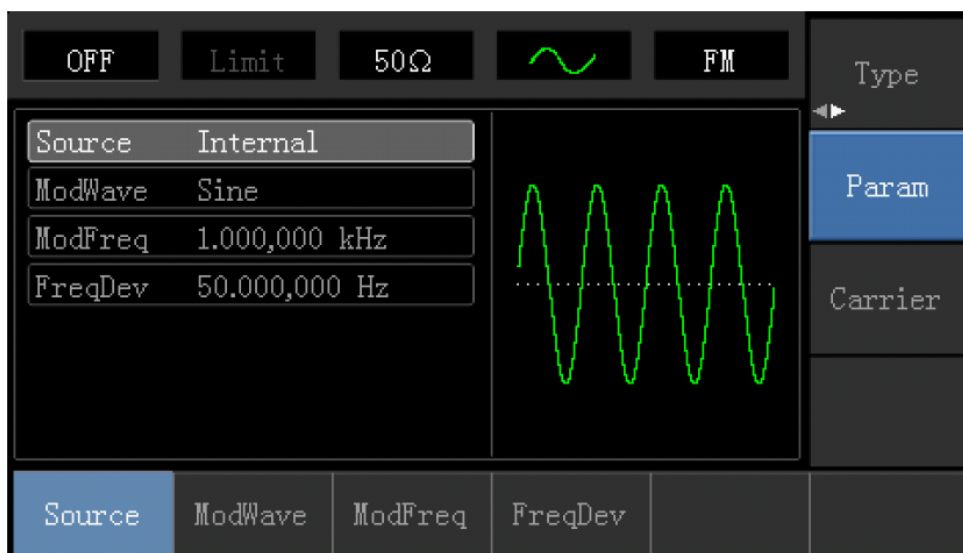 OFF Limit 50Ω FM
Type
Source Internal
ModWave Sine
Param
ModFreq 1.000,000 kHz
FreqDev 50.000,000 Hz
Carrier
Source ModWave ModFreq FreqDev